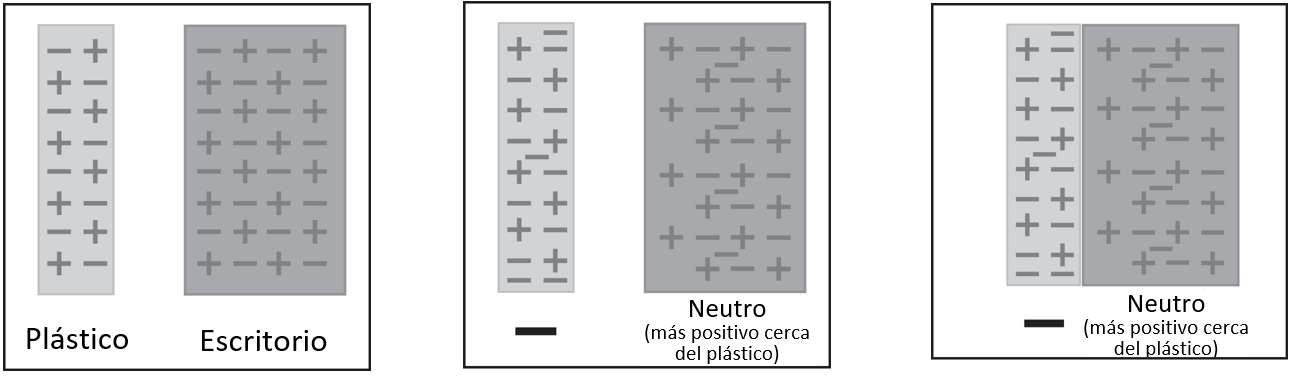 Plástico
Escritorio
Neutro
(más positivo cerca
del plástico)
Neutro
(más positivo cerca
del plástico)